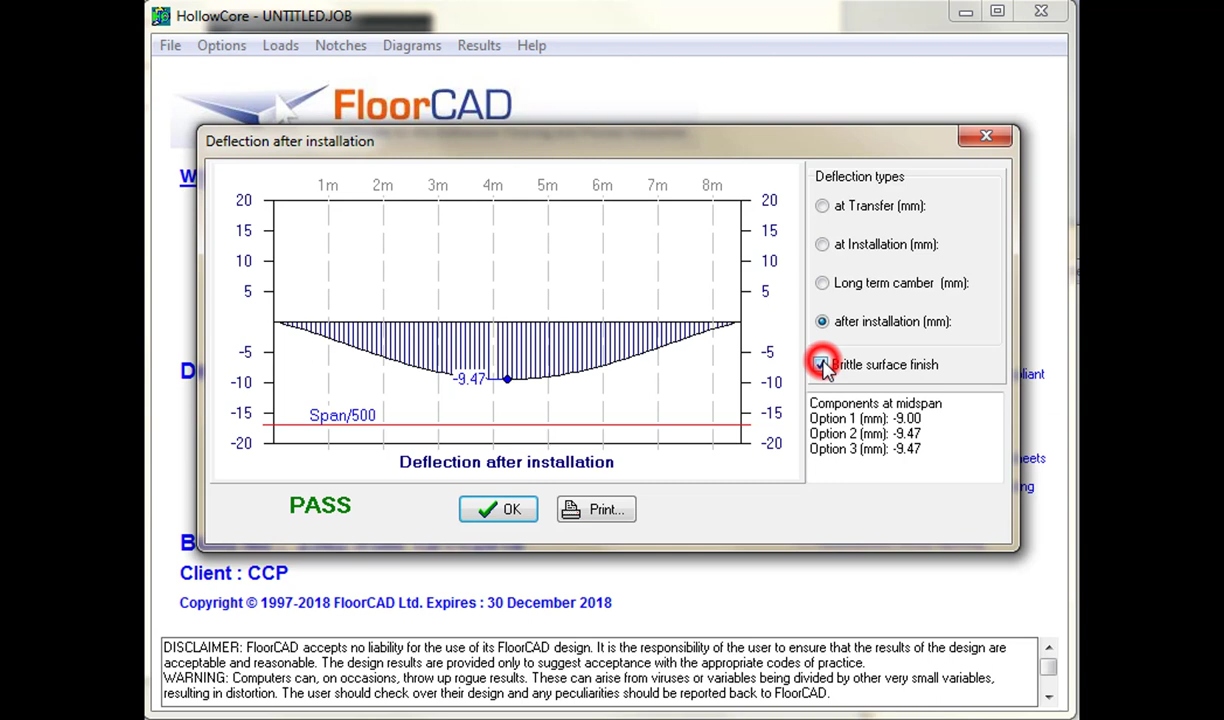 HollowCore - UNTITLED.JOB
File Options Loads Notches Diagrams Results Help
FloorCAD
Deflection after installation
1m 2m 3m 4m 5m 6m 7m 8m
20 20
15 15
10 10
5 5
-5 -5
-10 -10
-15 -15
-20 -20
-9.47
Span/500
Deflection after installation
Deflection types
at Transfer (mm):
at Installation (mm):
Long term camber (mm):
after installation (mm):
Brittle surface finish
Components at midspan
Option 1 (mm): -9.00
Option 2 (mm): -9.47
Option 3 (mm): -9.47
PASS
OK
Print...
Client : CCP
Copyright © 1997-2018 FloorCAD Ltd. Expires : 30 December 2018
DISCLAIMER: FloorCAD accepts no liability for the use of its FloorCAD design. It is the responsibility of the user to ensure that the results of the design are
acceptable and reasonable. The design results are provided only to suggest acceptance with the appropriate codes of practice.
WARNING: Computers can, on occasions, throw up rogue results. These can arise from viruses or variables being divided by other very small variables,
resulting in distortion. The user should check over their design and any peculiarities should be reported back to FloorCAD.